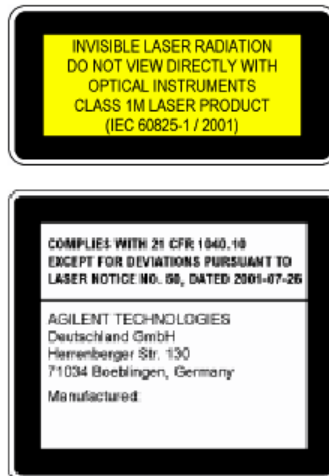 INVISIBLE LASER RADIATION
DO NOT VIEW DIRECTLY WITH
OPTICAL INSTRUMENTS
CLASS 1M LASER PRODUCT
(IEC 60825-1 / 2001)
COMPLIES WITH 21 CFR 1040.10
EXCEPT FOR DEVIATIONS PURSUANT TO
LASER NOTICE NO. 50, DATED 2001-07-26
AGILENT TECHNOLOGIES
Deutschland GmbH
Herrenberger Str. 130
71034 Boeblingen, Germany
Manufactured: